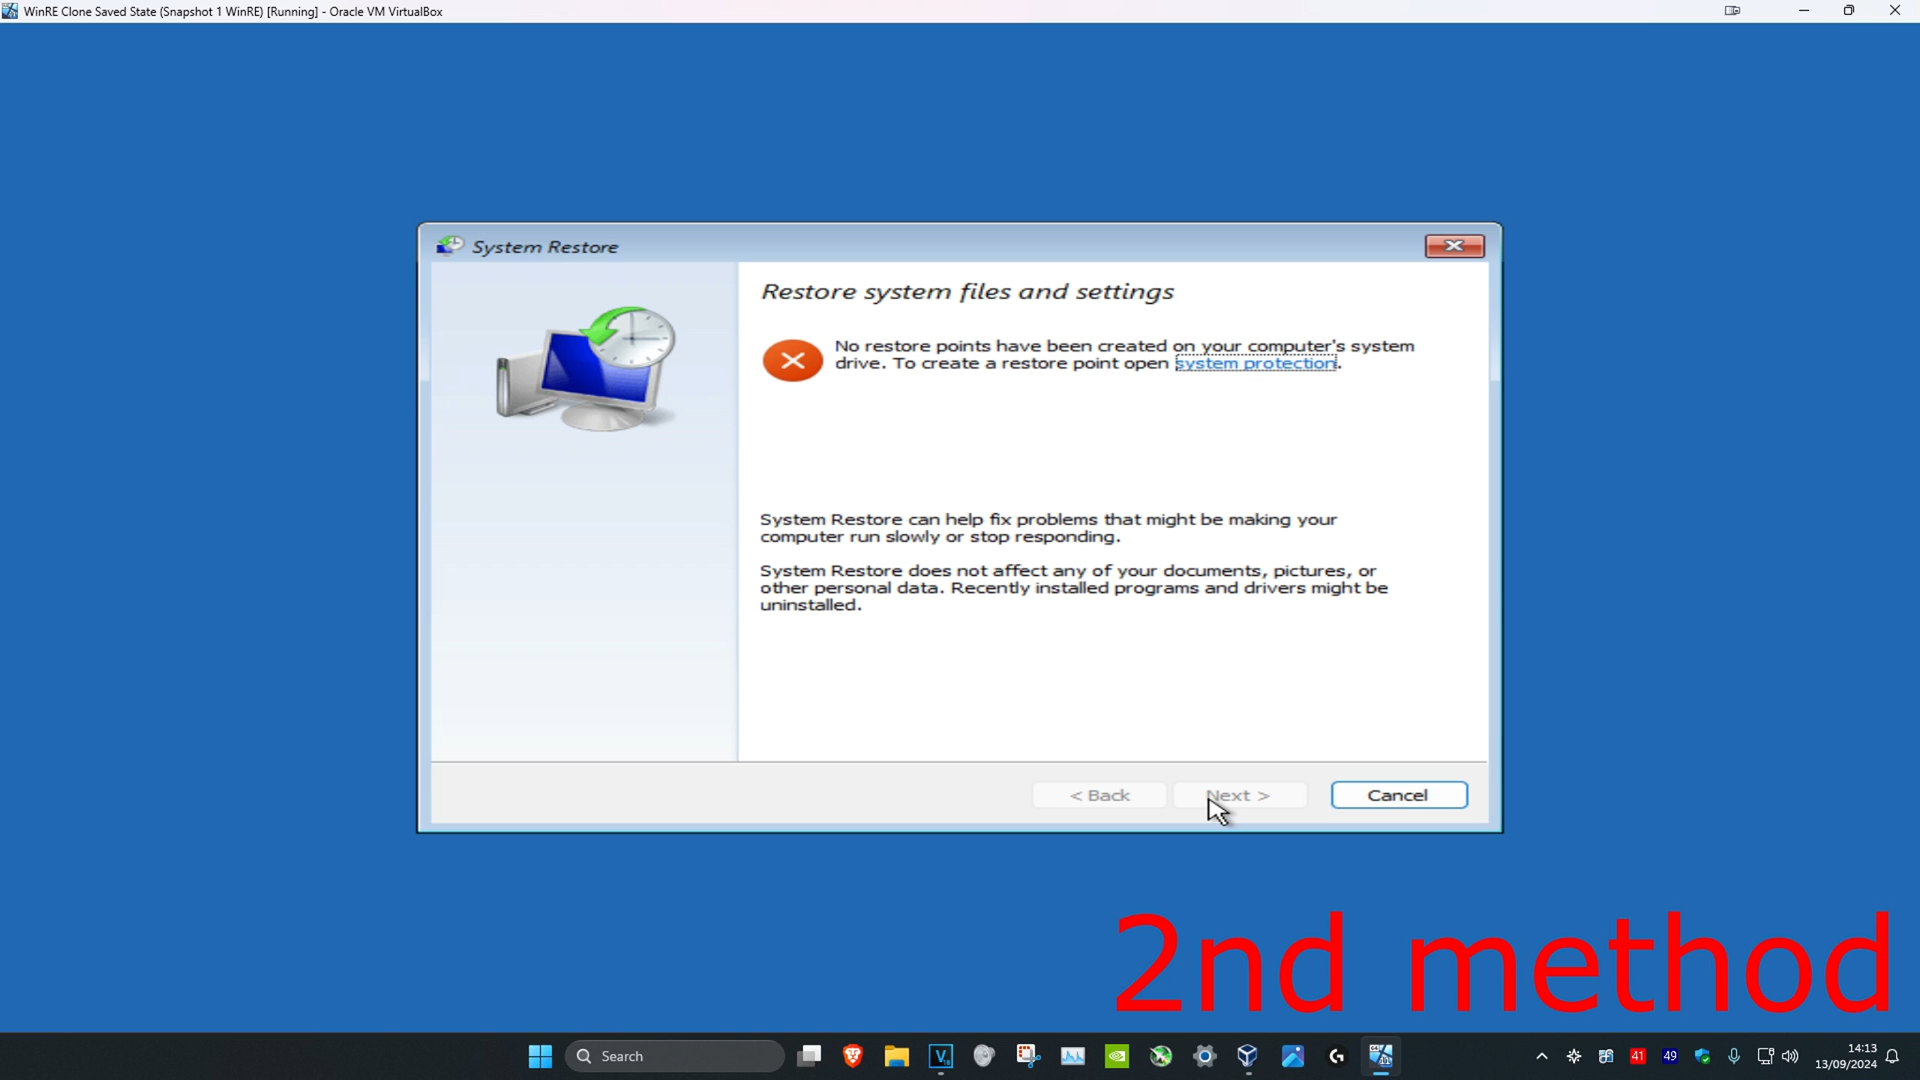 WinRE Clone Saved State (Snapshot 1 WinRE) [Running] - Oracle VM VirtualBox
System Restore
Restore system files and settings
No restore points have been created on your computer's system
drive. To create a restore point open system protection.
System Restore can help fix problems that might be making your
computer run slowly or stop responding.
System Restore does not affect any of your documents, pictures, or
other personal data. Recently installed programs and drivers might be
uninstalled.
< Back Next > Cancel
2nd method
Search
41 49
14:13
13/09/2024